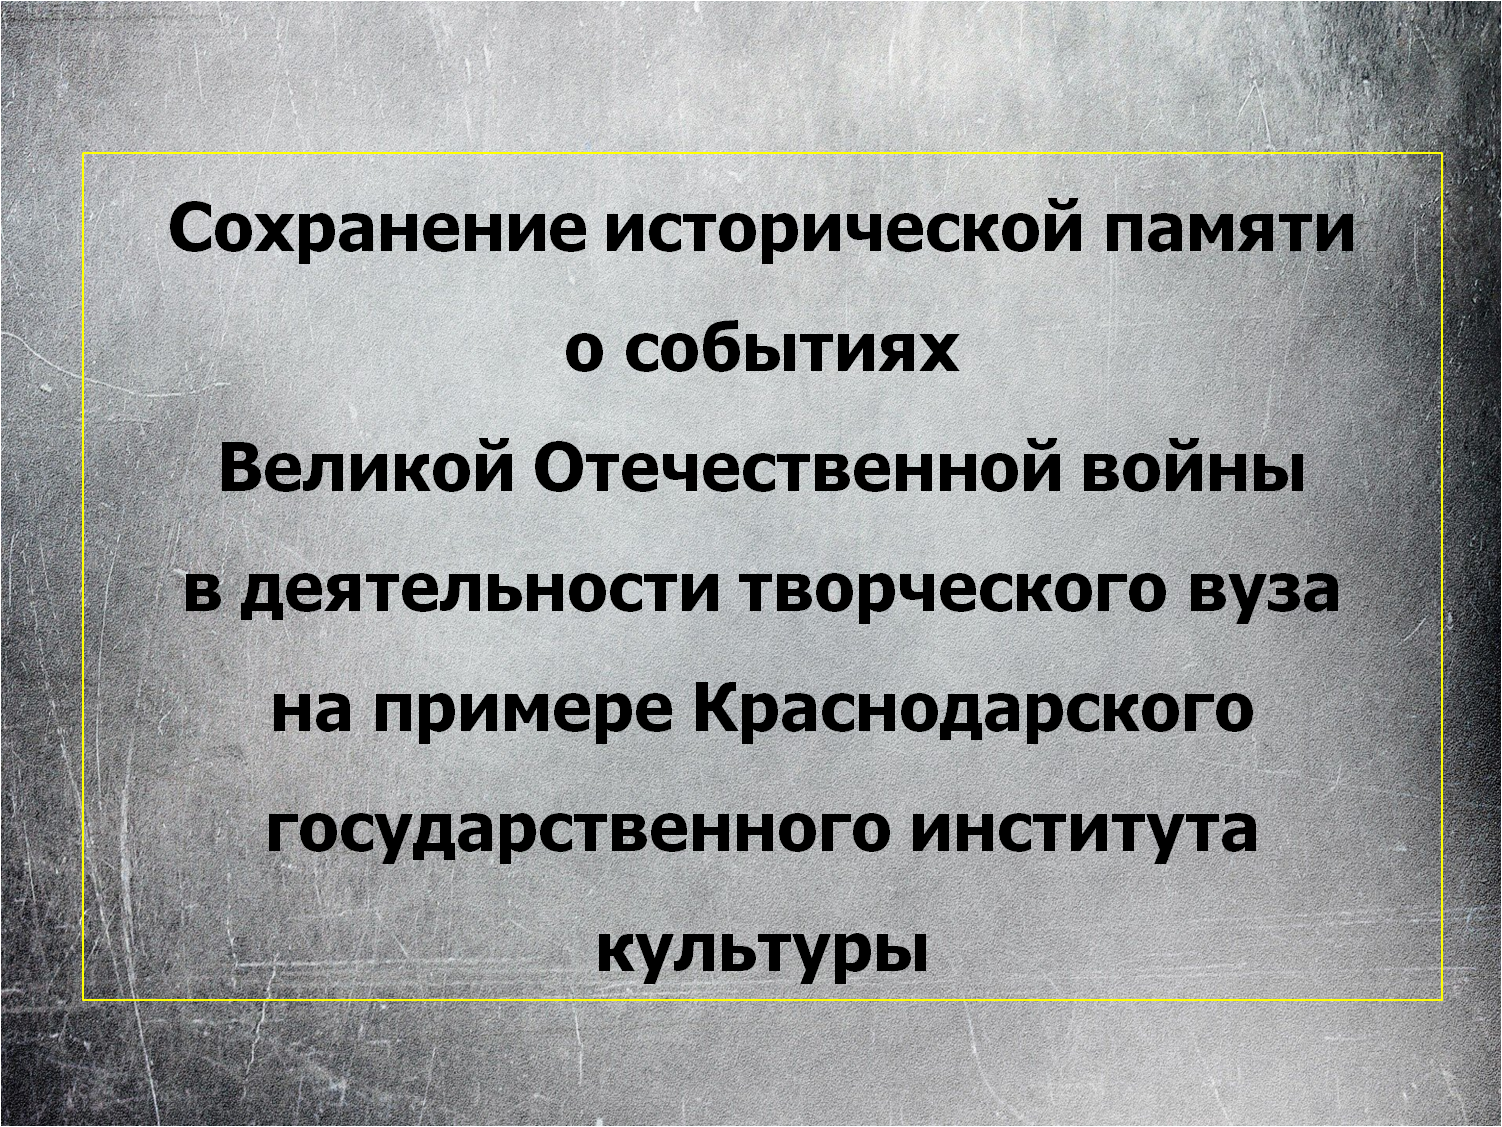 Сохранение исторической памяти
о событиях
Великой Отечественной войны
в деятельности творческого вуза
на примере Краснодарского
государственного института
культуры